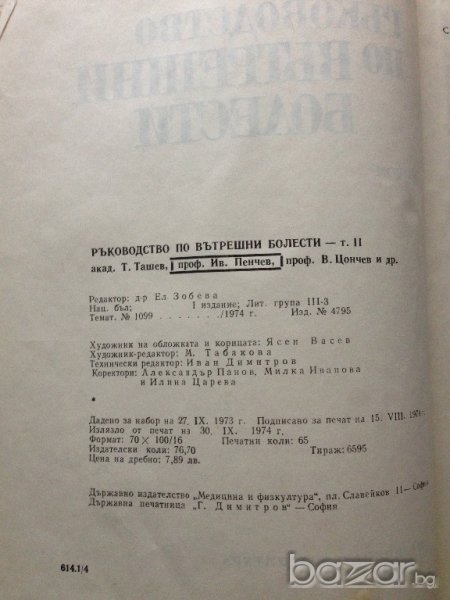 РЪКОВОДСТВО
ПО ВЪТРЕШНИ
БОЛЕСТИ
С
РЪКОВОДСТВО ПО ВЪТРЕШНИ БОЛЕСТИ — т. II
акад. Т. Ташев, проф. Ив. Пенчев, проф. В. Цончев и др.
Редактор: д-р Ел Зобева
Нац. бъл; I издание; Лит. група III-3
Темат. № 1099 . . . . . . . /1974 г. Изд. № 4795
Художник на обложката и корицата: Ясен Васев
Художник-редактор: М. Табакова
Технически редактор: Иван Димитров
Коректори: Александър Панов, Милка Иванова
и Иляна Царева
*
Дадено за набор на 27. IX. 1973 г. Подписано за печат на 15. VIII.
Излязло от печат на 30. IX. 1974 г.
Формат: 70 × 100/16 Печатни коли: 65
Издателски коли: 76,70 Тираж: 6595
Цена на дребно: 7,89 лв.
Държавно издателство „Медицина и физкултура“, пл. Славейков 11—София
Държавна печатница „Г. Димитров“ — София
614.1/4
bazar.bg